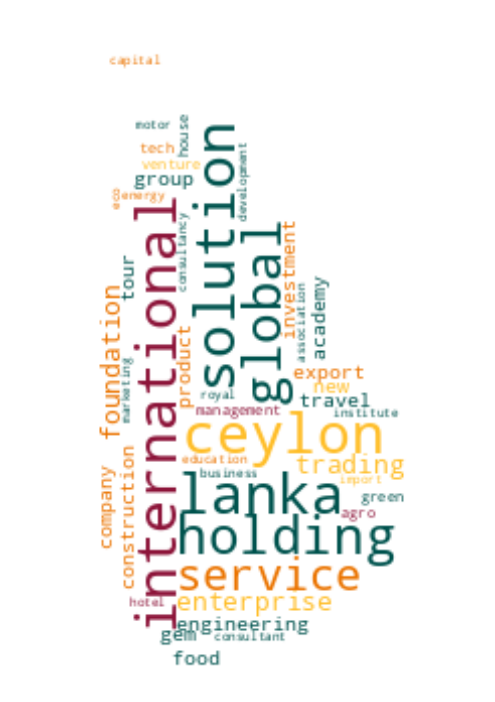 capital
motor
house
tech
solution
development
venture
group
eco
energy
international
consultancy
global
investment
tour
academy
association
foundation
product
marketing
export
new
royal
travel
management
institute
ceylon
education
trading
business
import
company
construction
lanka
green
agro
holding
service
hotel
enterprise
engineering
gem
consultant
food